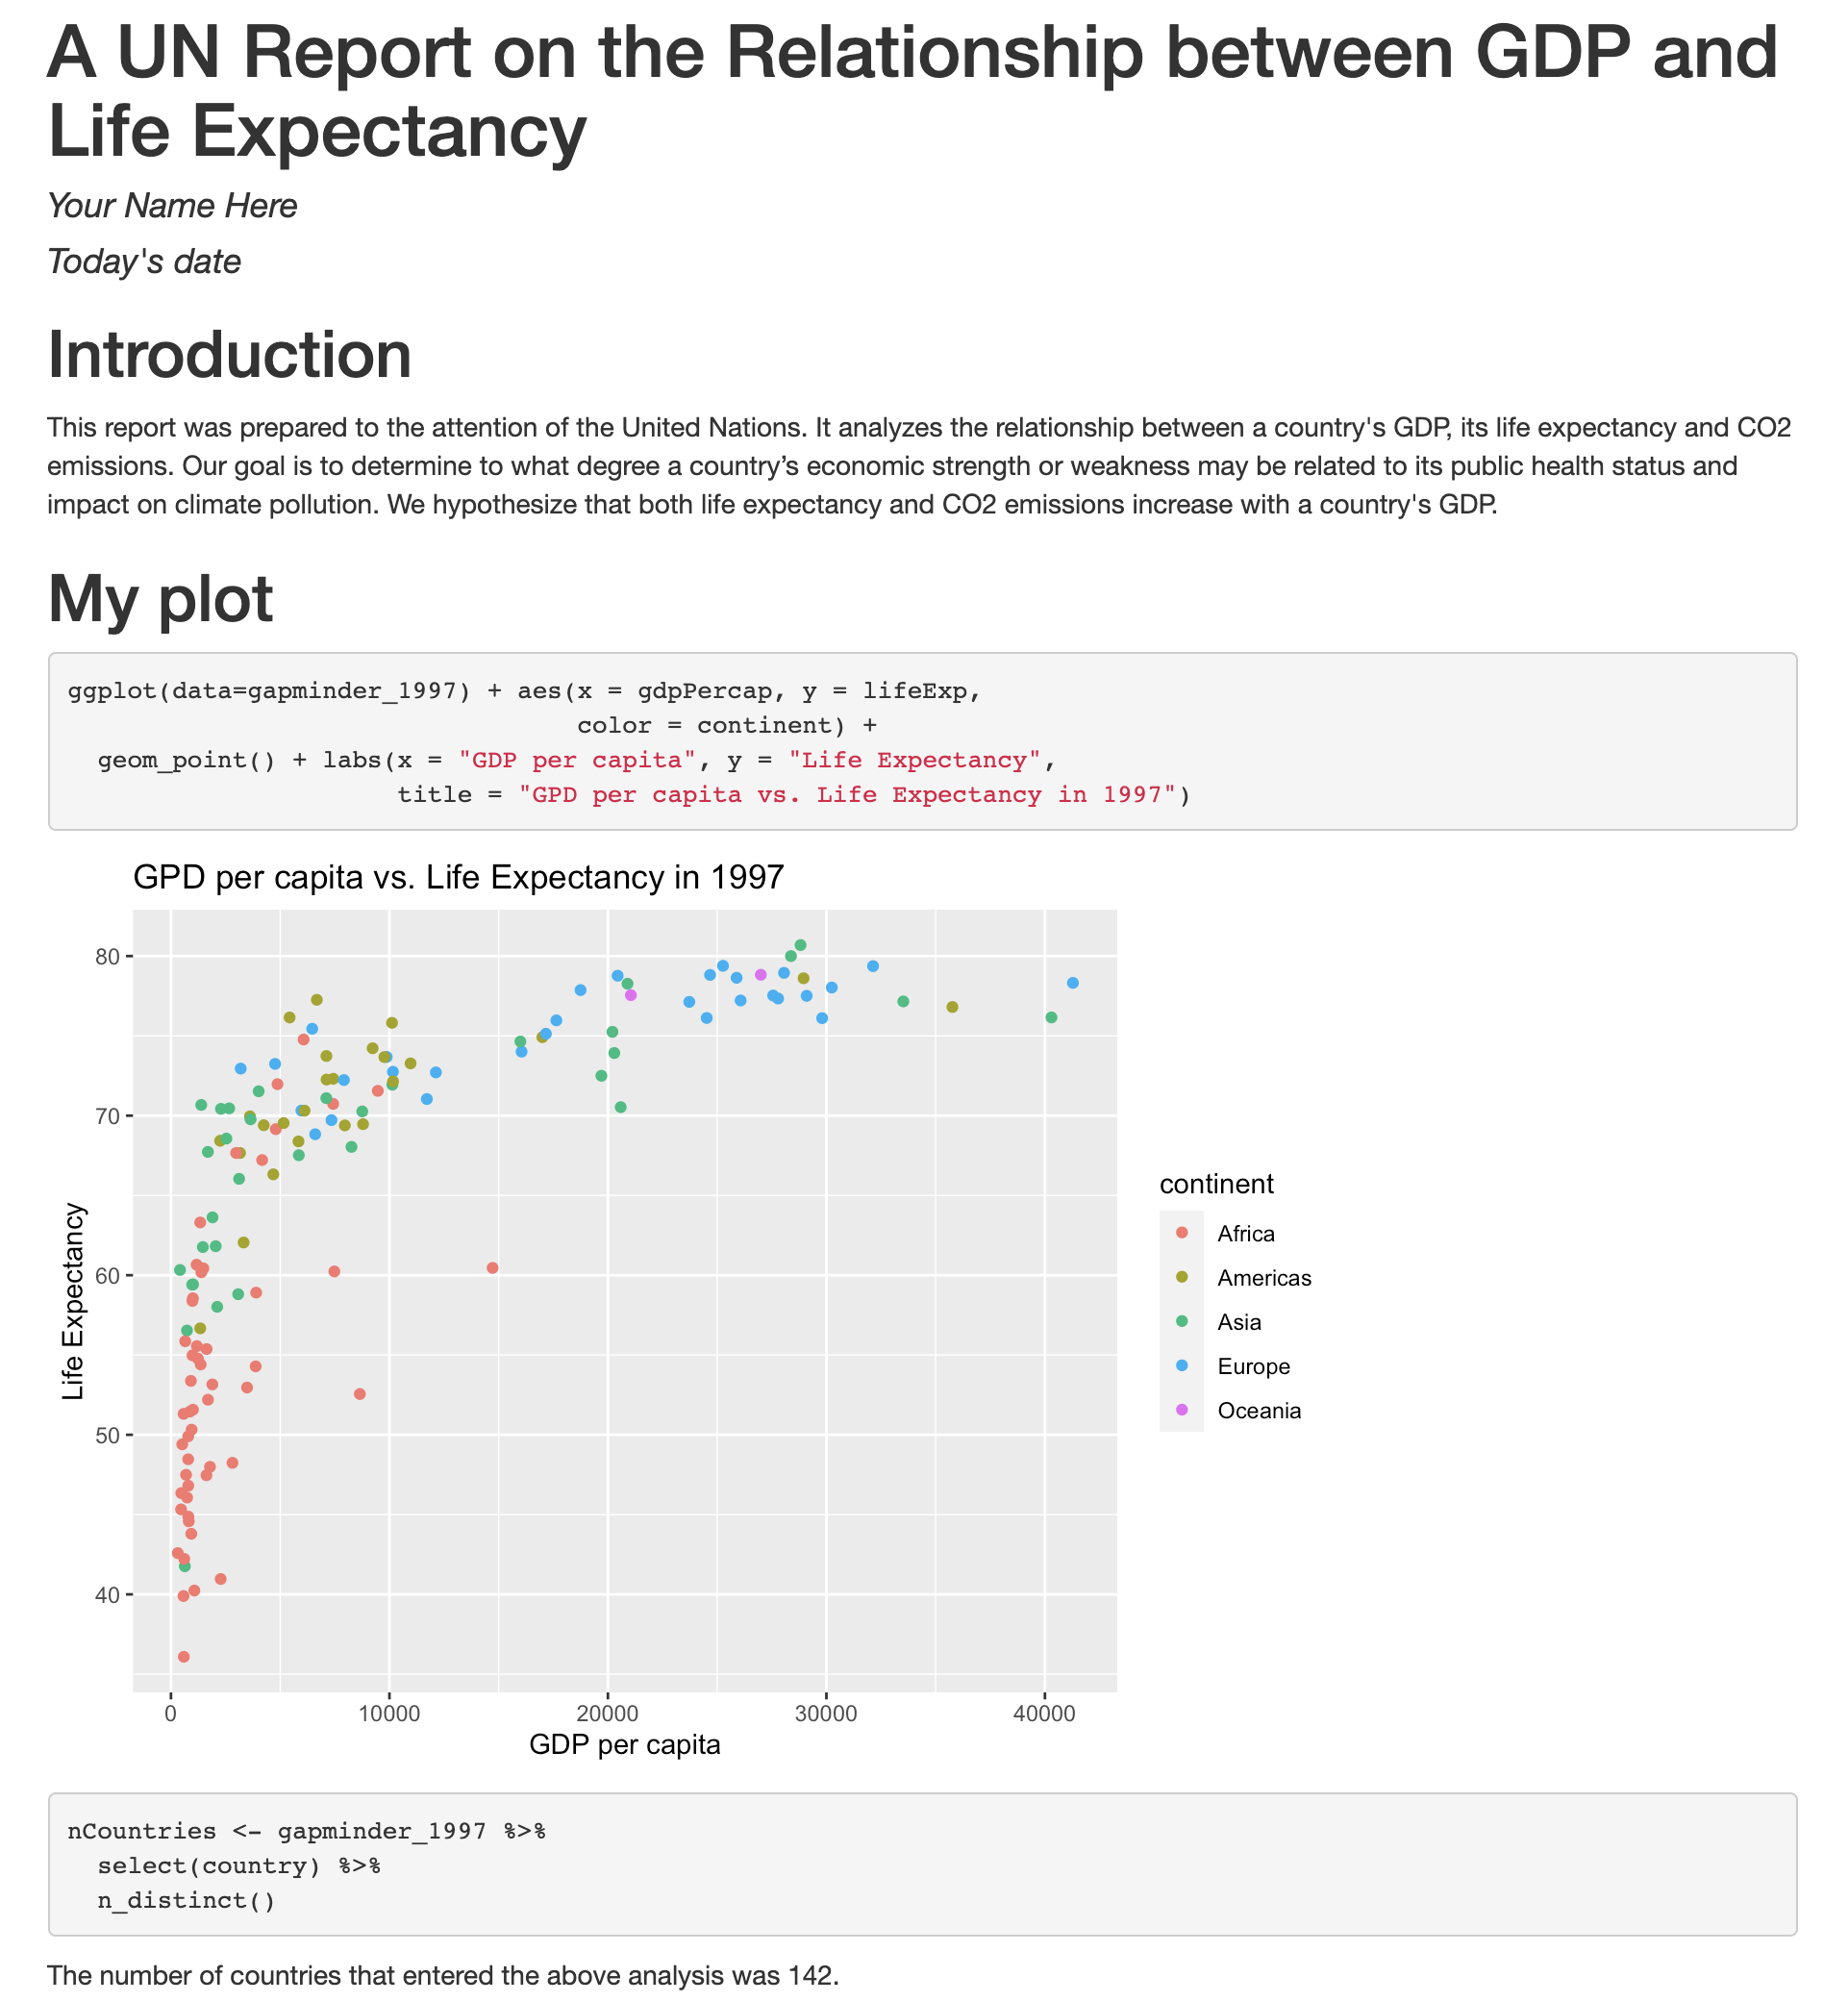 A UN Report on the Relationship between GDP and
Life Expectancy
Your Name Here
Today's date
Introduction
This report was prepared to the attention of the United Nations. It analyzes the relationship between a country's GDP, its life expectancy and CO2
emissions. Our goal is to determine to what degree a country’s economic strength or weakness may be related to its public health status and
impact on climate pollution. We hypothesize that both life expectancy and CO2 emissions increase with a country's GDP.
My plot
ggplot(data=gapminder_1997) + aes(x = gdpPercap, y = lifeExp,
color = continent) +
geom_point() + labs(x = "GDP per capita", y = "Life Expectancy",
title = "GPD per capita vs. Life Expectancy in 1997")
GPD per capita vs. Life Expectancy in 1997
80
70
60
50
40
Life Expectancy
0 10000 20000 30000 40000
GDP per capita
continent
Africa
Americas
Asia
Europe
Oceania
nCountries <- gapminder_1997 %>%
select(country) %>%
n_distinct()
The number of countries that entered the above analysis was 142.